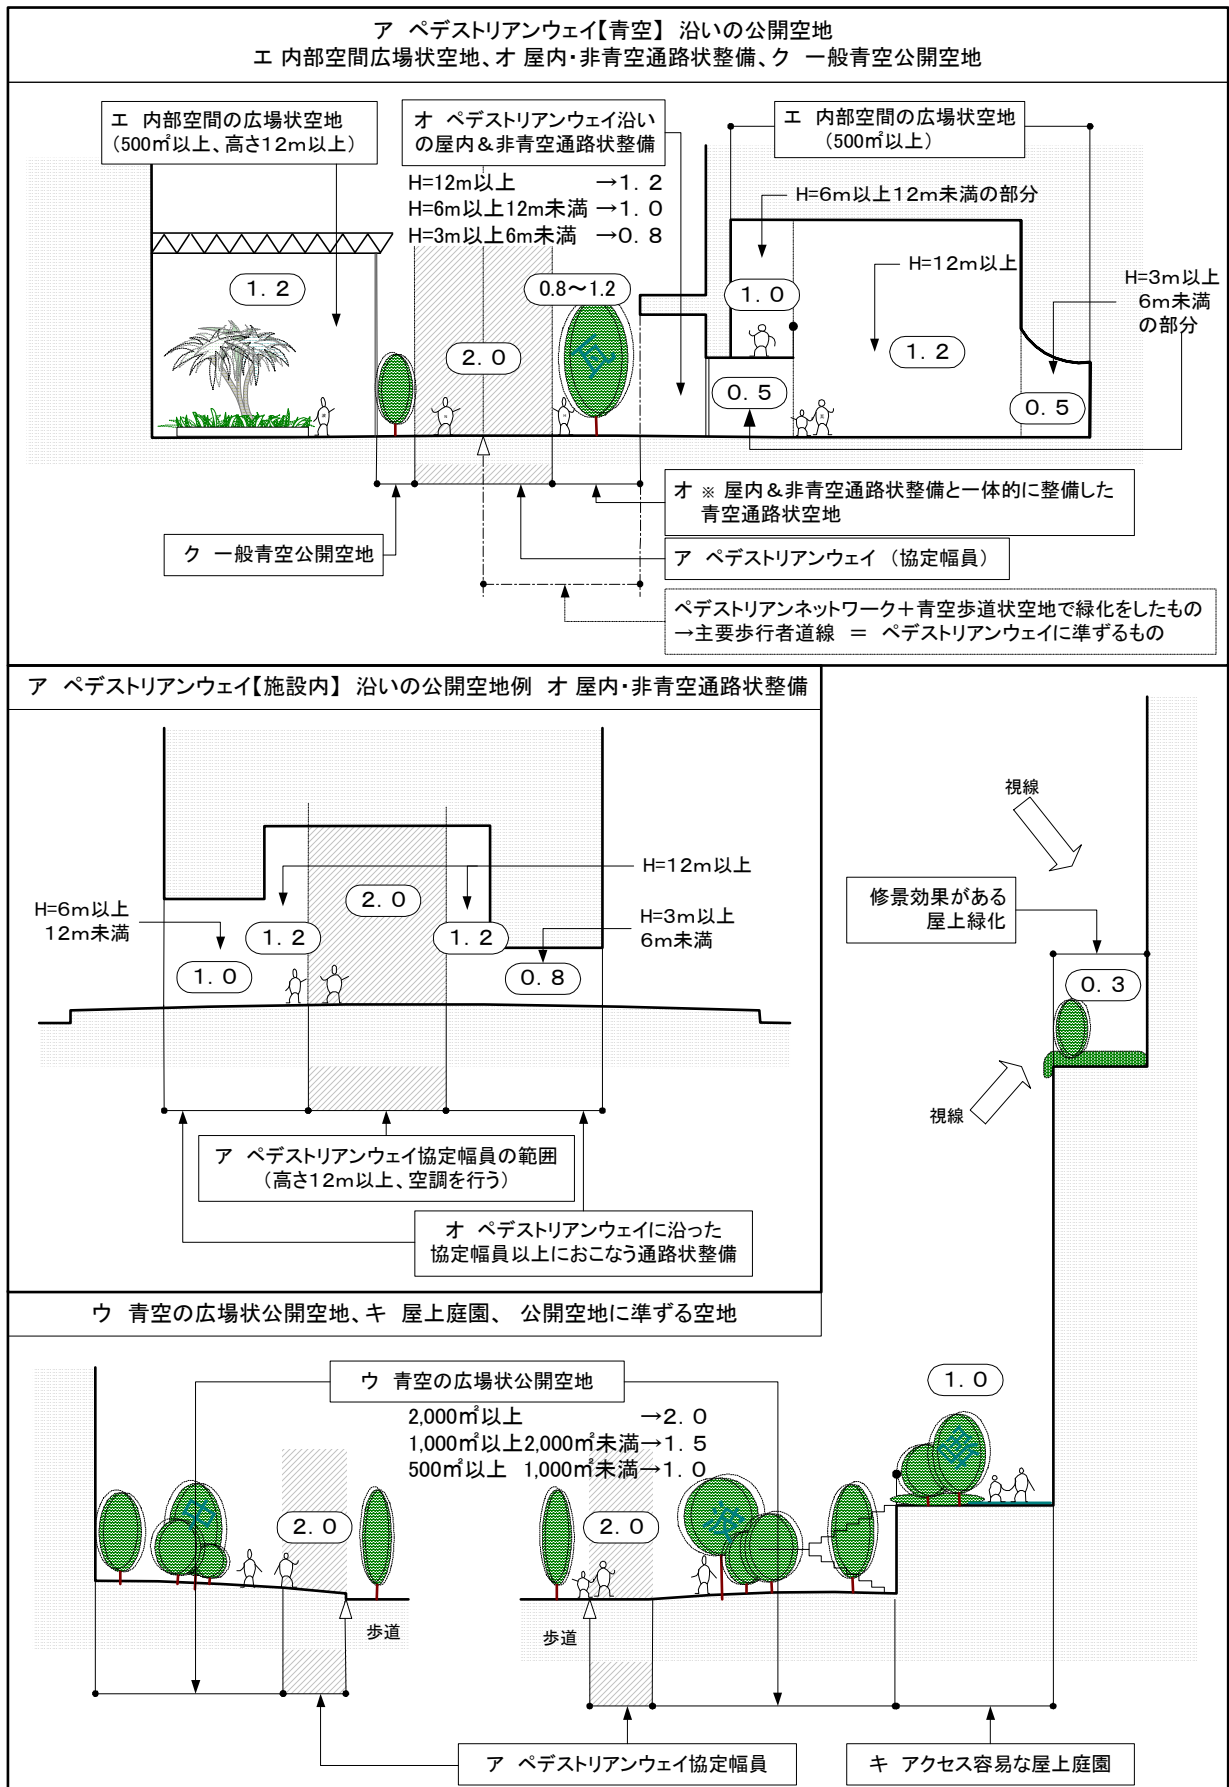 ア ペデストリアンウェイ【青空】 沿いの公開空地
エ 内部空間広場状空地、オ 屋内・非青空通路状整備、ク 一般青空公開空地
エ 内部空間の広場状空地
(500㎡以上、高さ12m以上)
オ ペデストリアンウェイ沿い
の屋内&非青空通路状整備
H=12m以上 →1.2
H=6m以上12m未満 →1.0
H=3m以上6m未満 →0.8
エ 内部空間の広場状空地
(500㎡以上)
H=6m以上12m未満の部分
H=12m以上
H=3m以上
6m未満
の部分
1.2
2.0
0.8~1.2
瓦
1.0
0.5
1.2
0.5
オ ※ 屋内&非青空通路状整備と一体的に整備した
青空通路状空地
ク 一般青空公開空地
ア ペデストリアンウェイ (協定幅員)
ペデストリアンネットワーク+青空歩道状空地で緑化をしたもの
→主要歩行者道線 = ペデストリアンウェイに準ずるもの
ア ペデストリアンウェイ【施設内】 沿いの公開空地例 オ 屋内・非青空通路状整備
H=12m以上
H=6m以上
12m未満
H=3m以上
6m未満
2.0
1.2
1.2
1.0
0.8
ア ペデストリアンウェイ協定幅員の範囲
(高さ12m以上、空調を行う)
オ ペデストリアンウェイに沿った
協定幅員以上におこなう通路状整備
視線
修景効果がある
屋上緑化
0.3
視線
ウ 青空の広場状公開空地、キ 屋上庭園、 公開空地に準ずる空地
ウ 青空の広場状公開空地
2,000㎡以上 →2.0
1,000㎡以上2,000㎡未満→1.5
500㎡以上 1,000㎡未満→1.0
1.0
2.0
2.0
波
歩道
歩道
ア ペデストリアンウェイ協定幅員
キ アクセス容易な屋上庭園